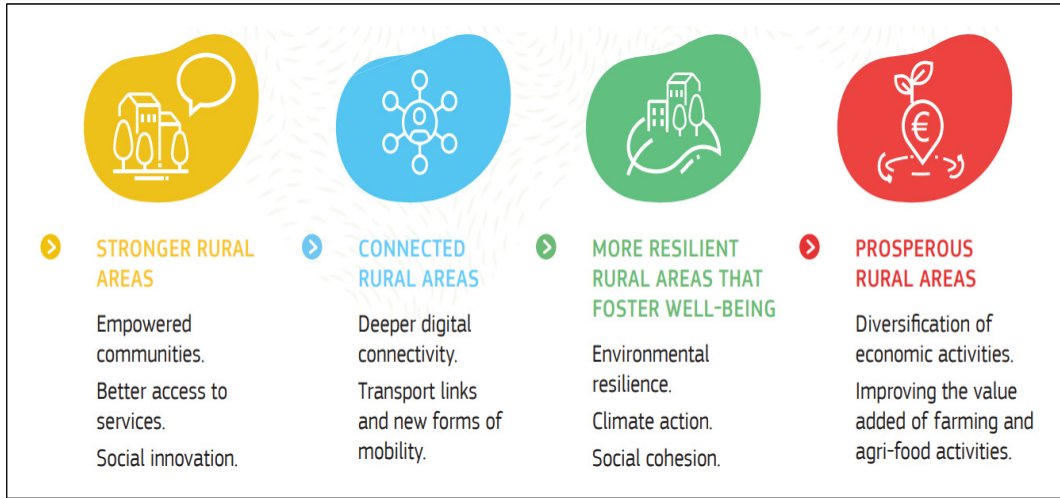 STRONGER RURAL
AREAS
Empowered
communities.
Better access to
services.
Social innovation.
CONNECTED
RURAL AREAS
Deeper digital
connectivity.
Transport links
and new forms of
mobility.
MORE RESILIENT
RURAL AREAS THAT
FOSTER WELL-BEING
Environmental
resilience.
Climate action.
Social cohesion.
€
PROSPEROUS
RURAL AREAS
Diversification of
economic activities.
Improving the value
added of farming and
agri-food activities.